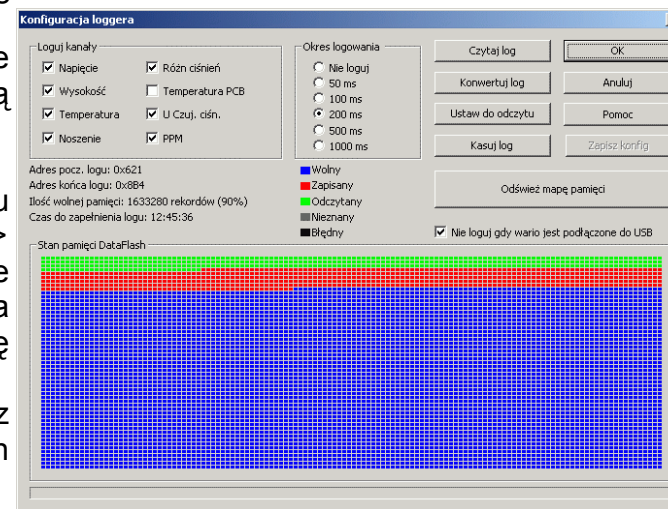 Konfiguracja loggera
Loguj kanały
Napięcie
Różn ciśnień
Wysokość
Temperatura PCB
Temperatura
U Czuj. ciśn.
Noszenie
PPM
Okres logowania
Nie loguj
50 ms
100 ms
200 ms
500 ms
1000 ms
Czytaj log
OK
Konwertuj log
Anuluj
Ustaw do odczytu
Pomoc
Kasuj log
Zapisz konfig
Adres pocz. logu: 0x621
Adres końca logu: 0x8B4
Ilość wolnej pamięci: 1633280 rekordów (90%)
Czas do zapełnienia logu: 12:45:36
Wolny
Zapisany
Odczytany
Nieznany
Błędny
Odśwież mapę pamięci
Nie loguj gdy wario jest podłączone do USB
Stan pamięci DataFlash
e
ą
u
>
e
a
ę
z
n